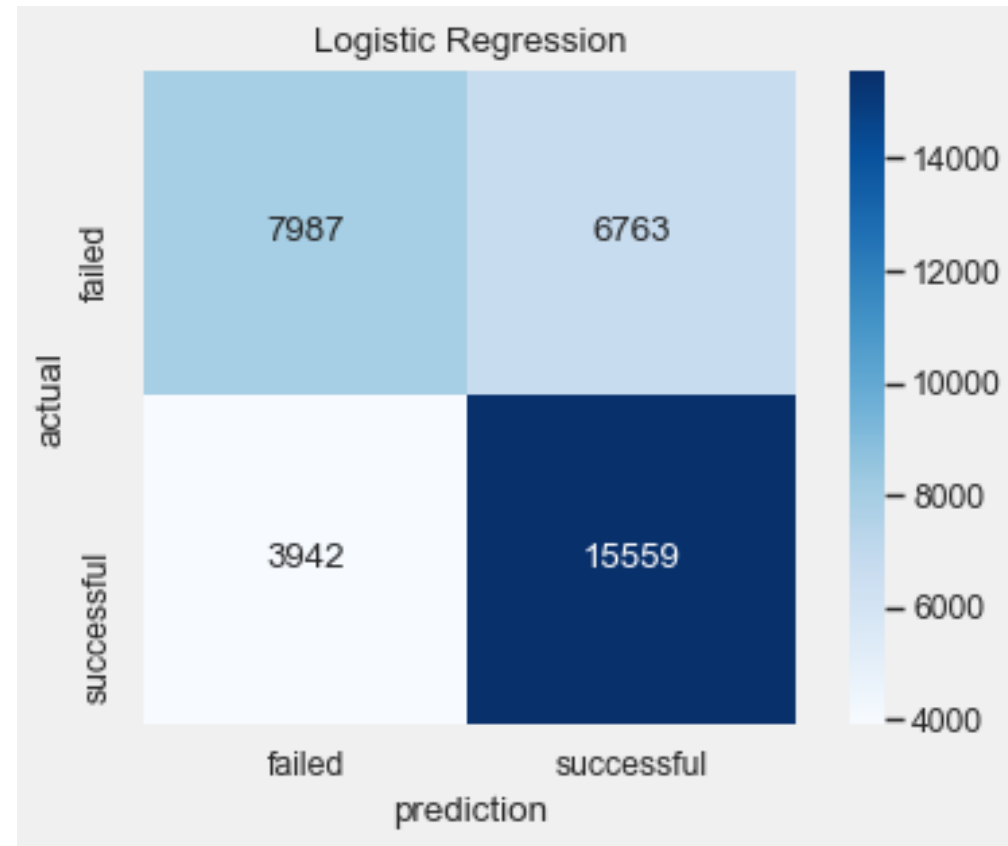 Logistic Regression
actual
failed
7987 6763
successful
3942 15559
failed successful
prediction
14000
12000
10000
8000
6000
4000